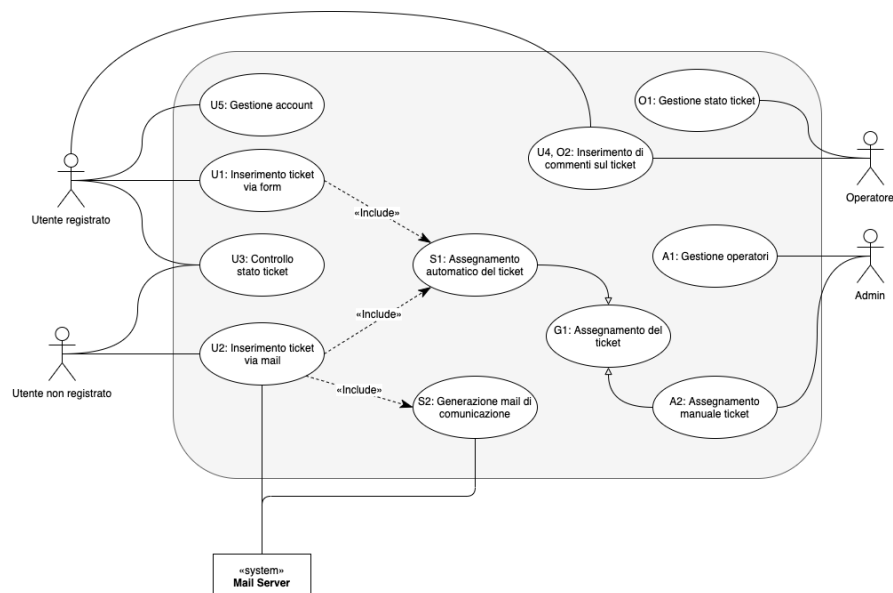 U5: Gestione account
O1: Gestione stato ticket
U4, O2: Inserimento di
commenti sul ticket
U1: Inserimento ticket
via form
Utente registrato
Operatore
«Include»
U3: Controllo
stato ticket
S1: Assegnamento
automatico del ticket
A1: Gestione operatori
Admin
«Include»
G1: Assegnamento del
ticket
U2: Inserimento ticket
via mail
Utente non registrato
«Include»
S2: Generazione mail di
comunicazione
A2: Assegnamento
manuale ticket
«system»
Mail Server